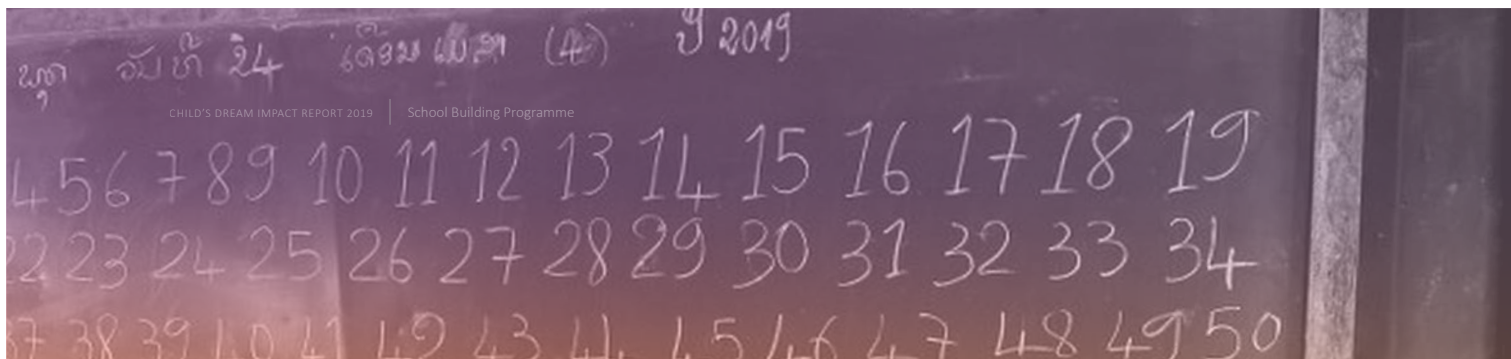 ພຸດ ວັນທີ 24 ເດືອນ ເມສາ (4) ປີ 2019
CHILD'S DREAM IMPACT REPORT 2019 | School Building Programme
4 5 6 7 8 9 10 11 12 13 14 15 16 17 18 19
22 23 24 25 26 27 28 29 30 31 32 33 34
37 38 39 40 41 42 43 44 45 46 47 48 49 50